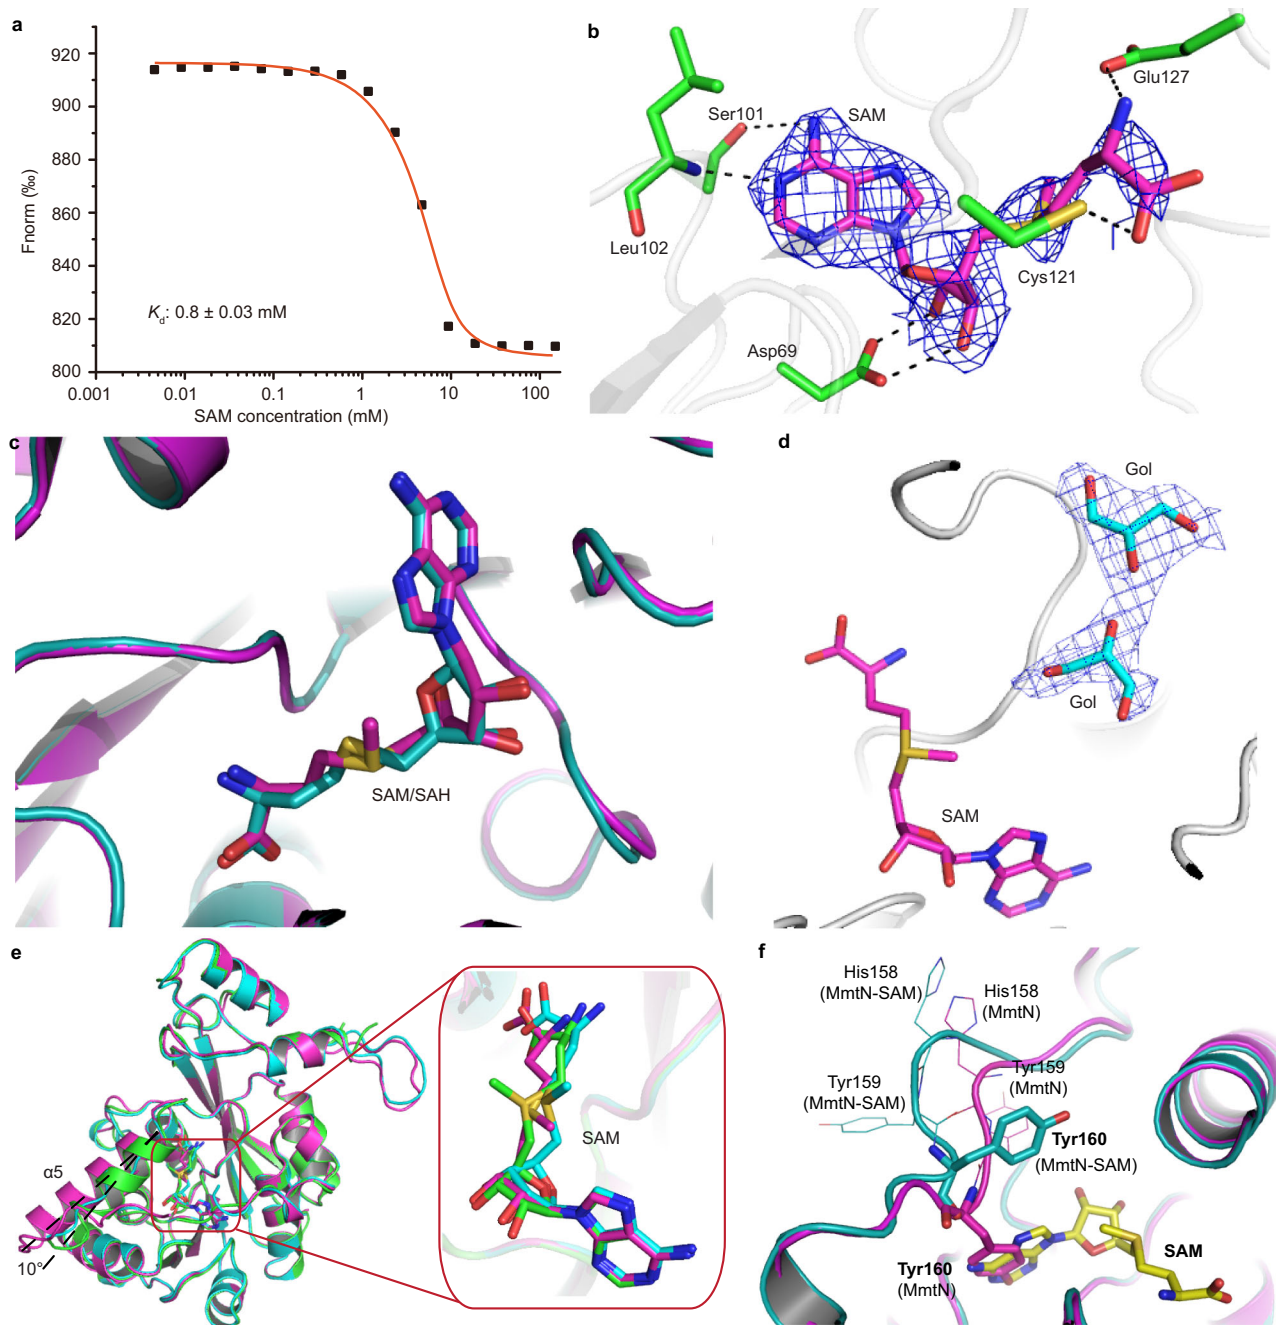 a
920
900
880
860
840
820
800
Fnorm (‰)
Kd: 0.8 ± 0.03 mM
0.001
0.01
0.1
1
10
100
SAM concentration (mM)
b
Ser101
SAM
Glu127
Leu102
Cys121
Asp69
c
SAM/SAH
d
Gol
Gol
SAM
e
α5
10°
SAM
f
His158
(MmtN-SAM)
His158
(MmtN)
Tyr159
(MmtN-SAM)
Tyr159
(MmtN)
Tyr160
(MmtN-SAM)
SAM
Tyr160
(MmtN)